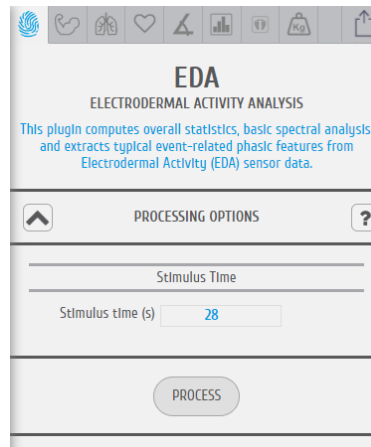 Kg
EDA
ELECTRODERMAL ACTIVITY ANALYSIS
This plugin computes overall statistics, basic spectral analysis
and extracts typical event-related phasic features from
Electrodermal Activity (EDA) sensor data.
PROCESSING OPTIONS
?
Stimulus Time
Stimulus time (s) 28
PROCESS